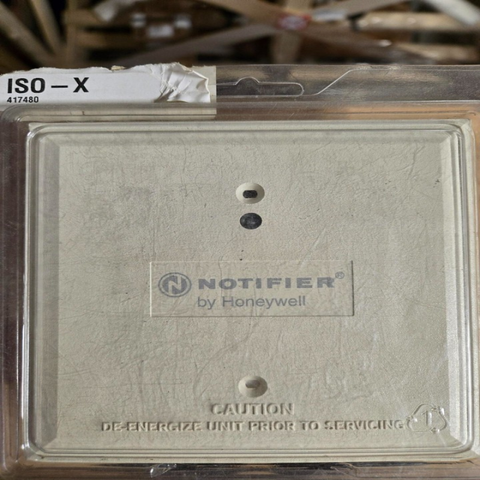 ISO – X
417480
NOTIFIER®
by Honeywell
CAUTION
DE-ENERGIZE UNIT PRIOR TO SERVICING